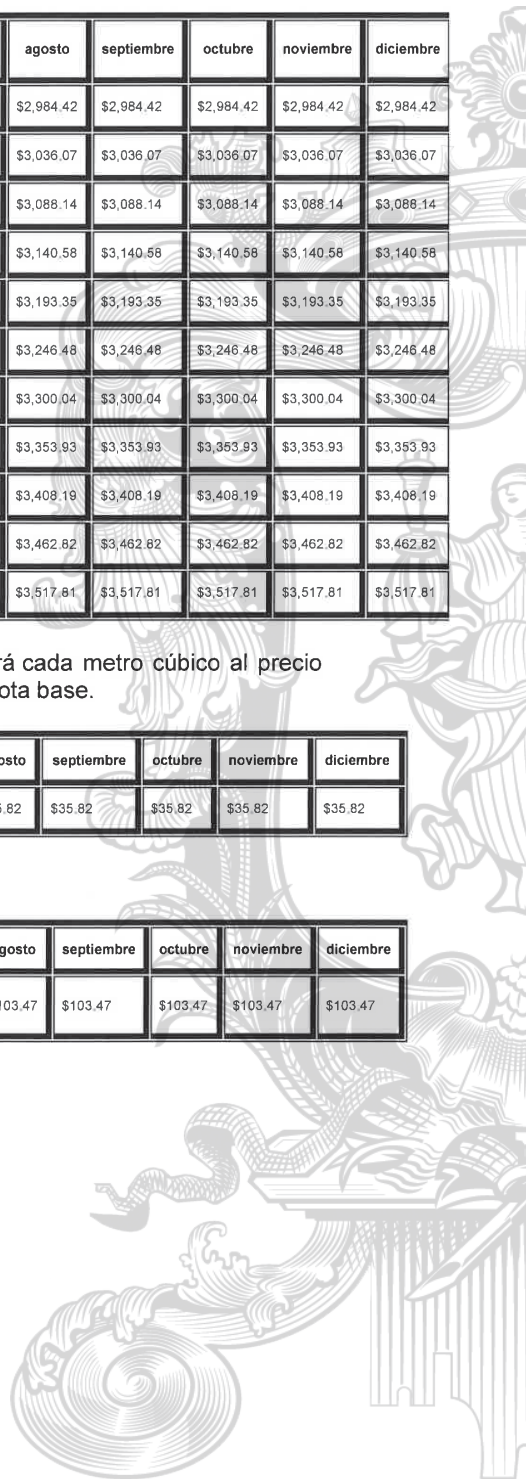 agosto septiembre octubre noviembre diciembre
$2,984.42 $2,984.42 $2,984.42 $2,984.42 $2,984.42
$3,036.07 $3,036.07 $3,036.07 $3,036.07 $3,036.07
$3,088.14 $3,088.14 $3,088.14 $3,088.14 $3,088.14
$3,140.58 $3,140.58 $3,140.58 $3,140.58 $3,140.58
$3,193.35 $3,193.35 $3,193.35 $3,193.35 $3,193.35
$3,246.48 $3,246.48 $3,246.48 $3,246.48 $3,246.48
$3,300.04 $3,300.04 $3,300.04 $3,300.04 $3,300.04
$3,353.93 $3,353.93 $3,353.93 $3,353.93 $3,353.93
$3,408.19 $3,408.19 $3,408.19 $3,408.19 $3,408.19
$3,462.82 $3,462.82 $3,462.82 $3,462.82 $3,462.82
$3,517.81 $3,517.81 $3,517.81 $3,517.81 $3,517.81
rá cada metro cúbico al precio
ota base.
osto septiembre octubre noviembre diciembre
5.82 $35.82 $35.82 $35.82 $35.82
gosto septiembre octubre noviembre diciembre
103.47 $103.47 $103.47 $103.47 $103.47